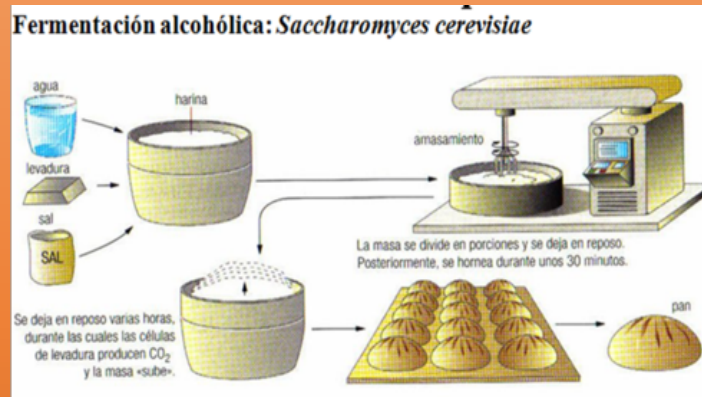 Fermentación alcohólica: Saccharomyces cerevisiae
agua
harina
levadura
sal
SAL
amasamiento
La masa se divide en porciones y se deja en reposo.
Posteriormente, se hornea durante unos 30 minutos.
Se deja en reposo varias horas,
durante las cuales las células
de levadura producen CO₂
y la masa «sube».
pan